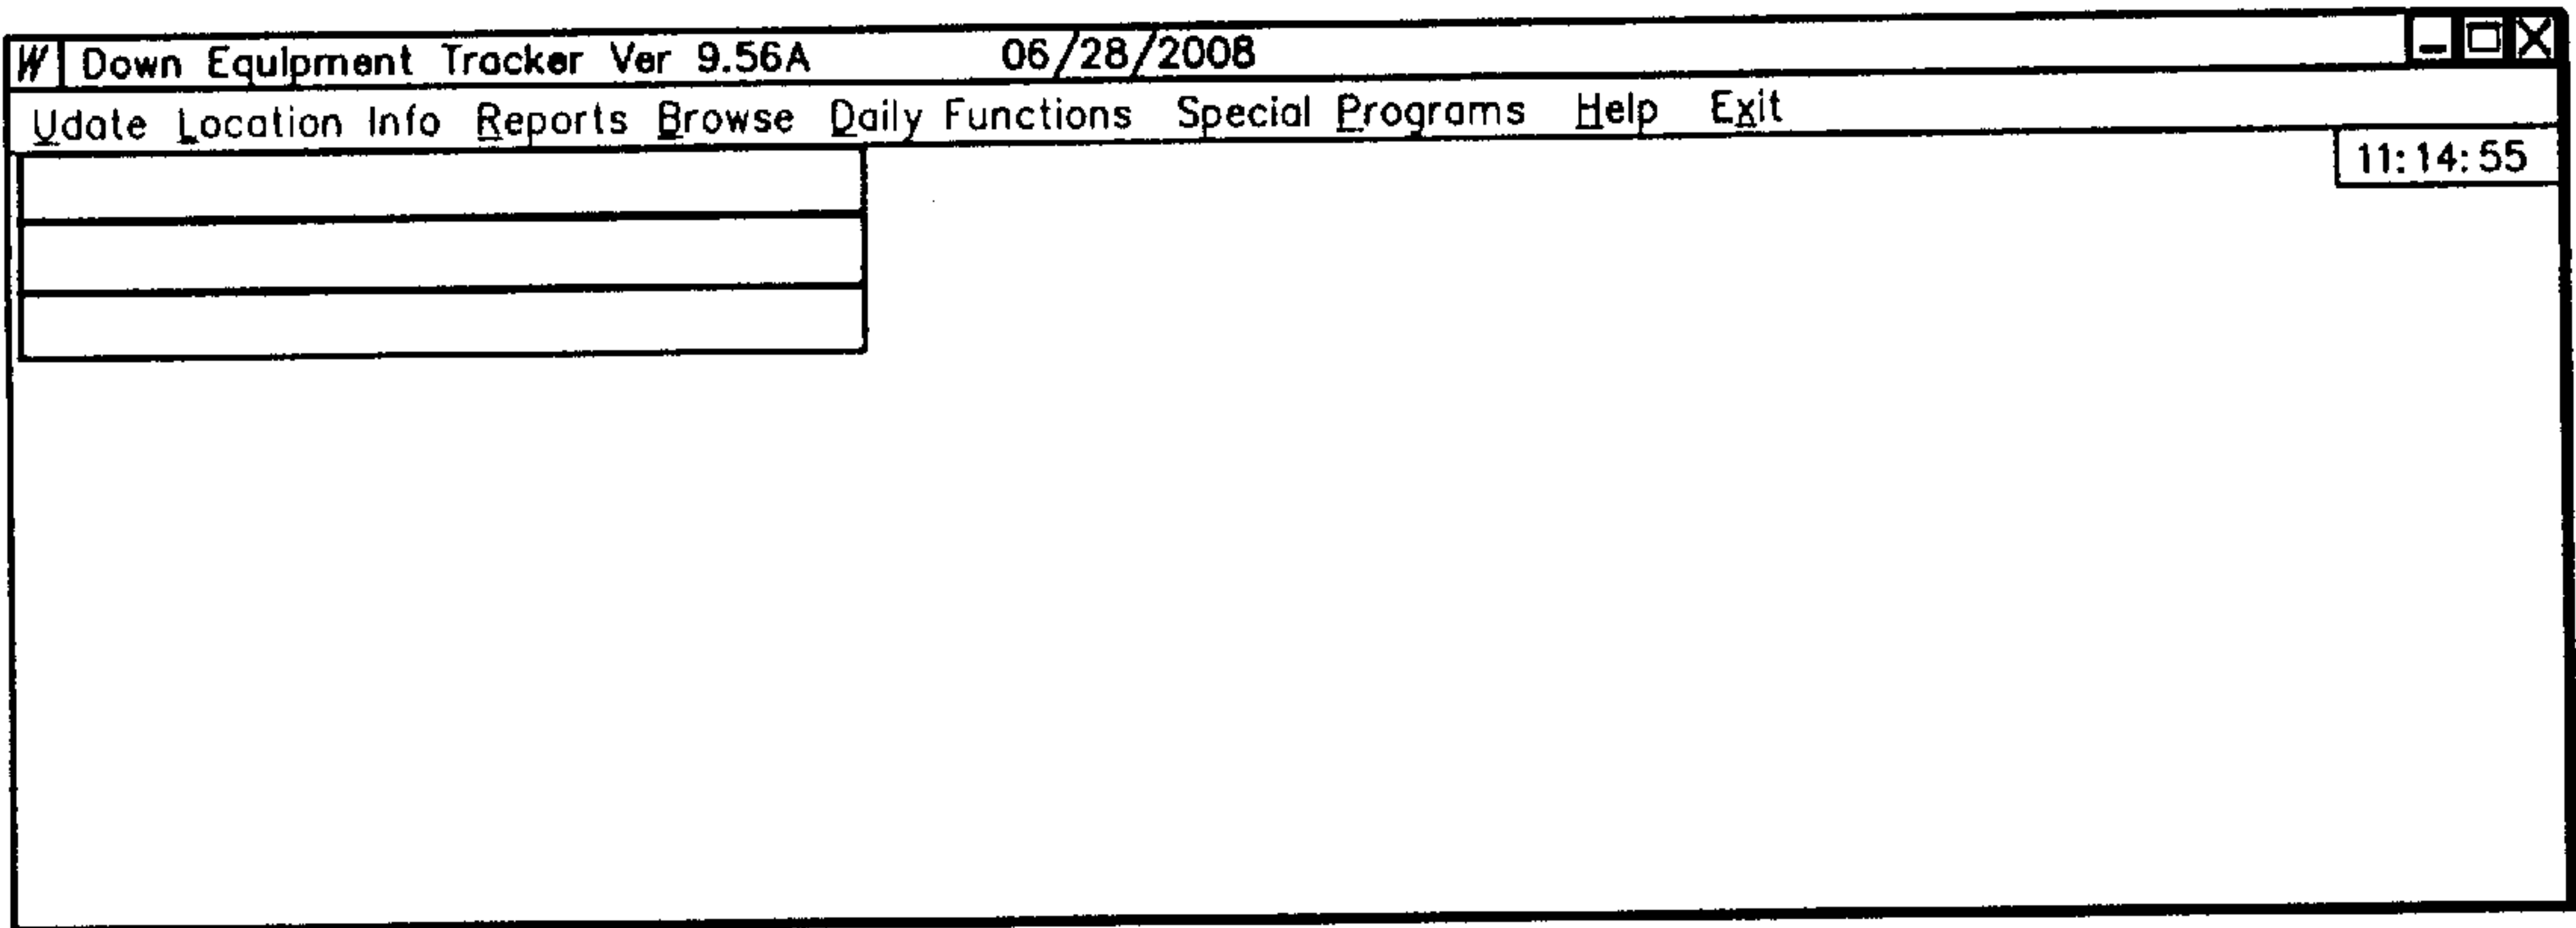 W Down Equipment Tracker Ver 9.56A 06/28/2008
Udate Location Info Reports Browse Daily Functions Special Programs Help Exit
11:14:55